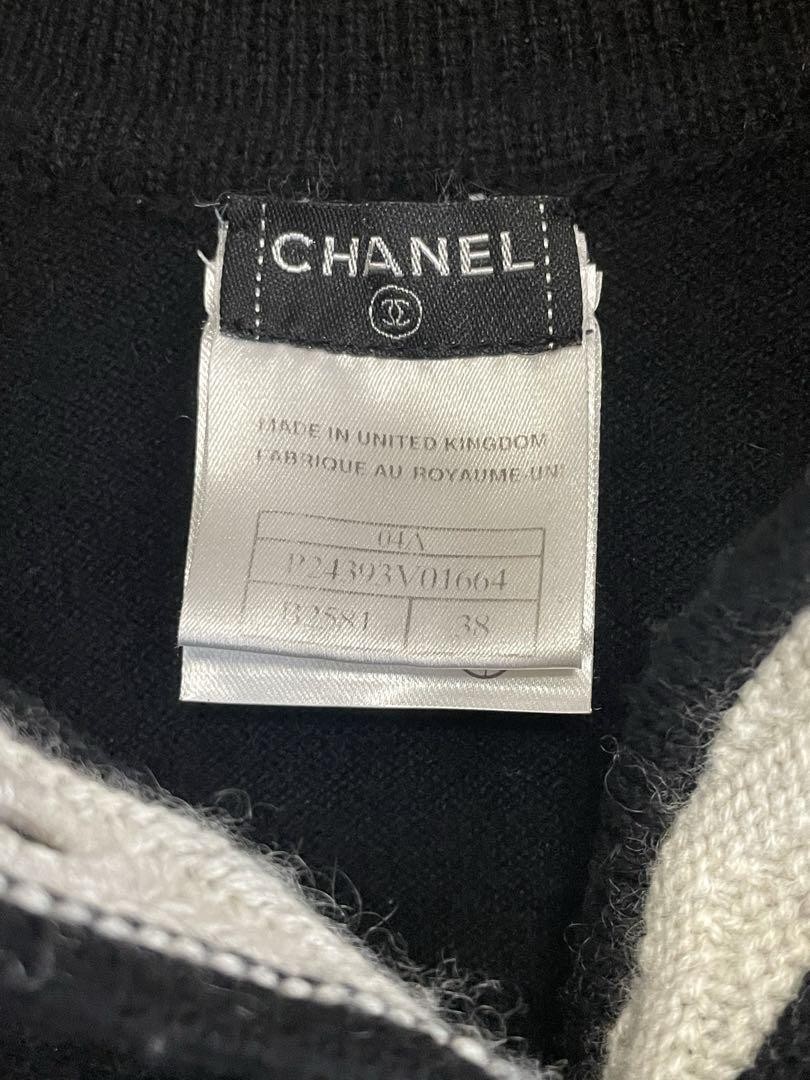 CHANEL
MADE IN UNITED KINGDOM
FABRIQUE AU ROYAUME-UNI
04A
P24393V01664
B2581 38